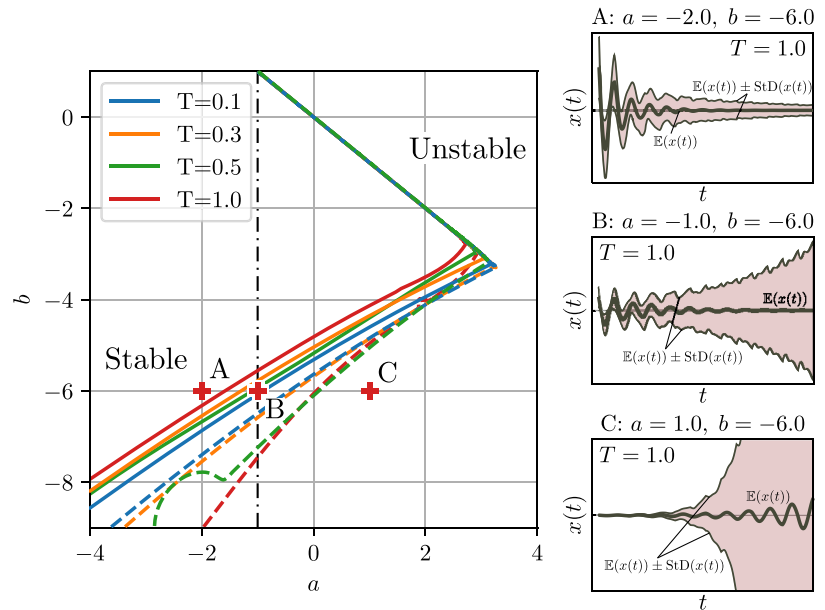 T=0.1
T=0.3
T=0.5
T=1.0
Unstable
Stable
A
B
C
0
−2
−4
−6
−8
b
−4
−2
0
2
4
a
A: a = −2.0, b = −6.0
T = 1.0
𝔼(x(t)) ± StD(x(t))
𝔼(x(t))
x(t)
t
B: a = −1.0, b = −6.0
T = 1.0
𝔼(x(t))
𝔼(x(t)) ± StD(x(t))
x(t)
t
C: a = 1.0, b = −6.0
T = 1.0
𝔼(x(t))
𝔼(x(t)) ± StD(x(t))
x(t)
t